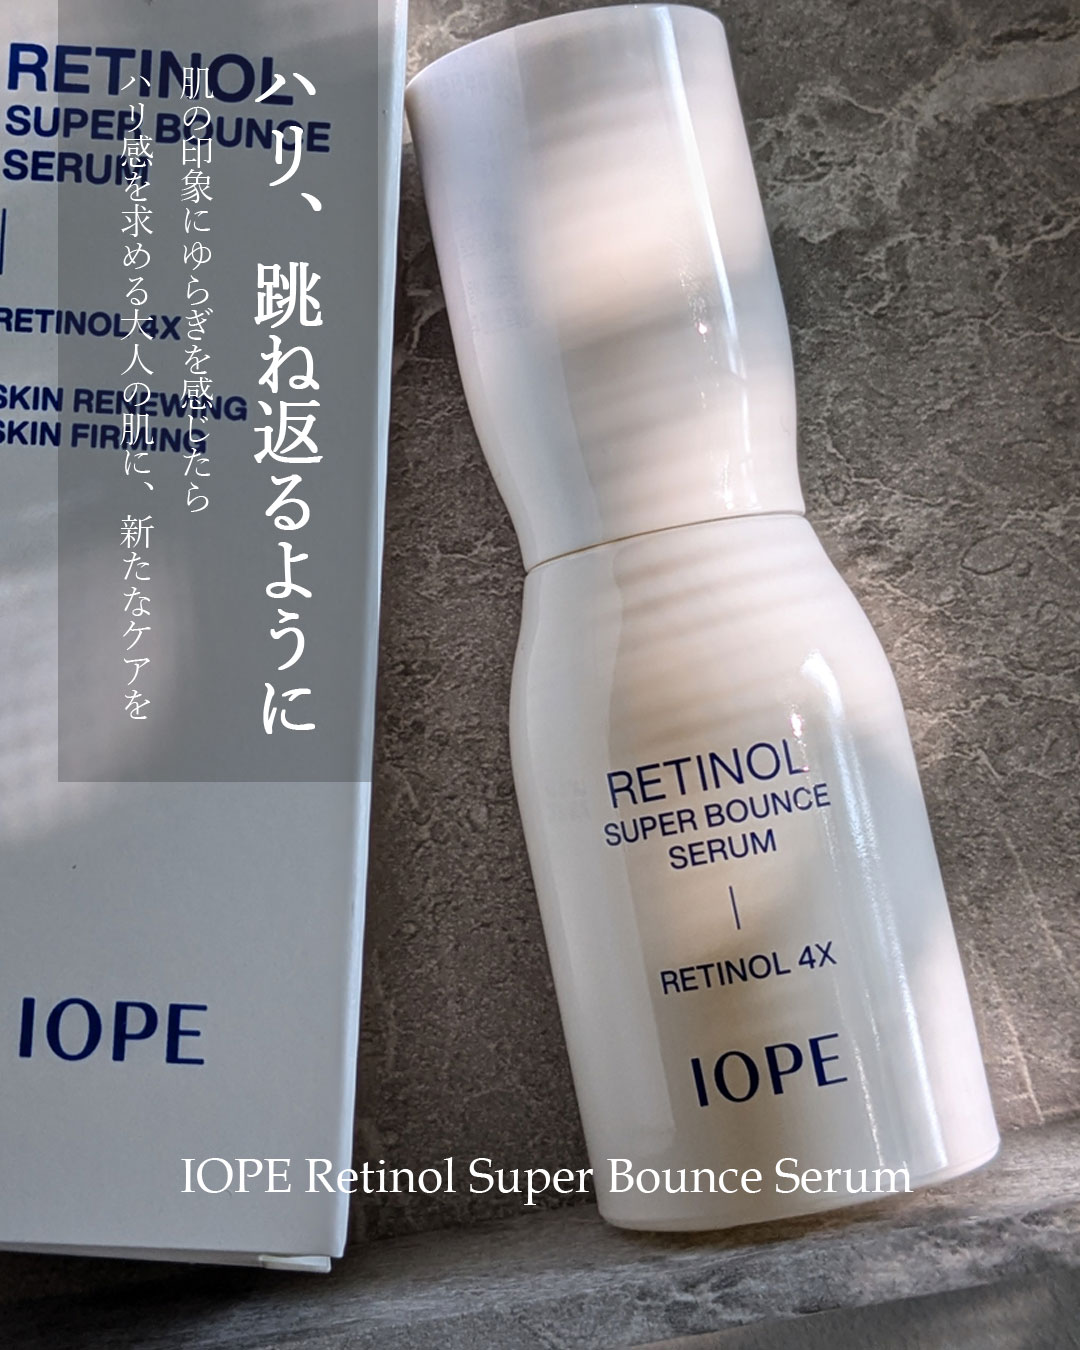 ハリ、跳ね返るように
肌の印象にゆらぎを感じたら
ハリ感を求める大人の肌に、新たなケアを
RETINOL
SUPER BOUNCE
SERUM
RETINOL 4X
SKIN RENEWING
SKIN FIRMING
IOPE
RETINOL
SUPER BOUNCE
SERUM
RETINOL 4X
IOPE
IOPE Retinol Super Bounce Serum